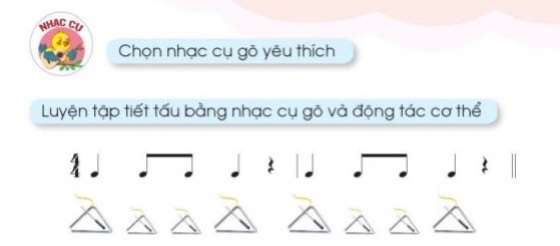 NHẠC CỤ
Chọn nhạc cụ gõ yêu thích
Luyện tập tiết tấu bằng nhạc cụ gõ và động tác cơ thể